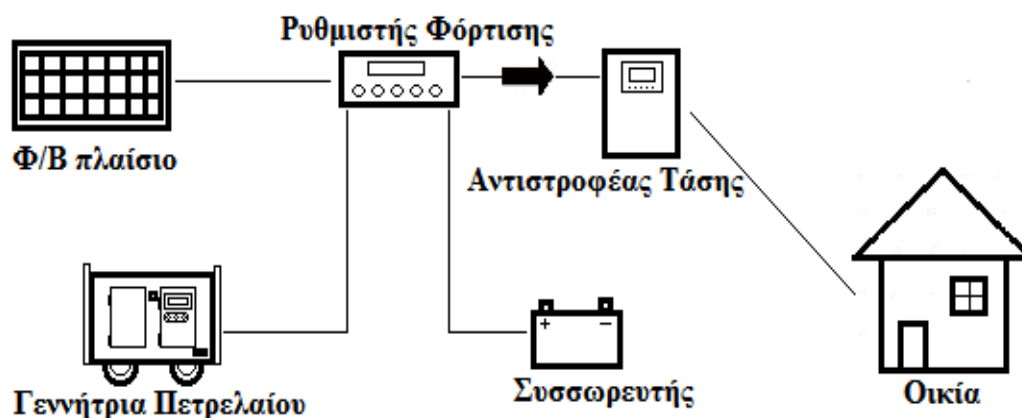 Ρυθμιστής Φόρτισης
Φ/Β πλαίσιο
Αντιστροφέας Τάσης
+ −
Γεννήτρια Πετρελαίου
Συσσωρευτής
Οικία